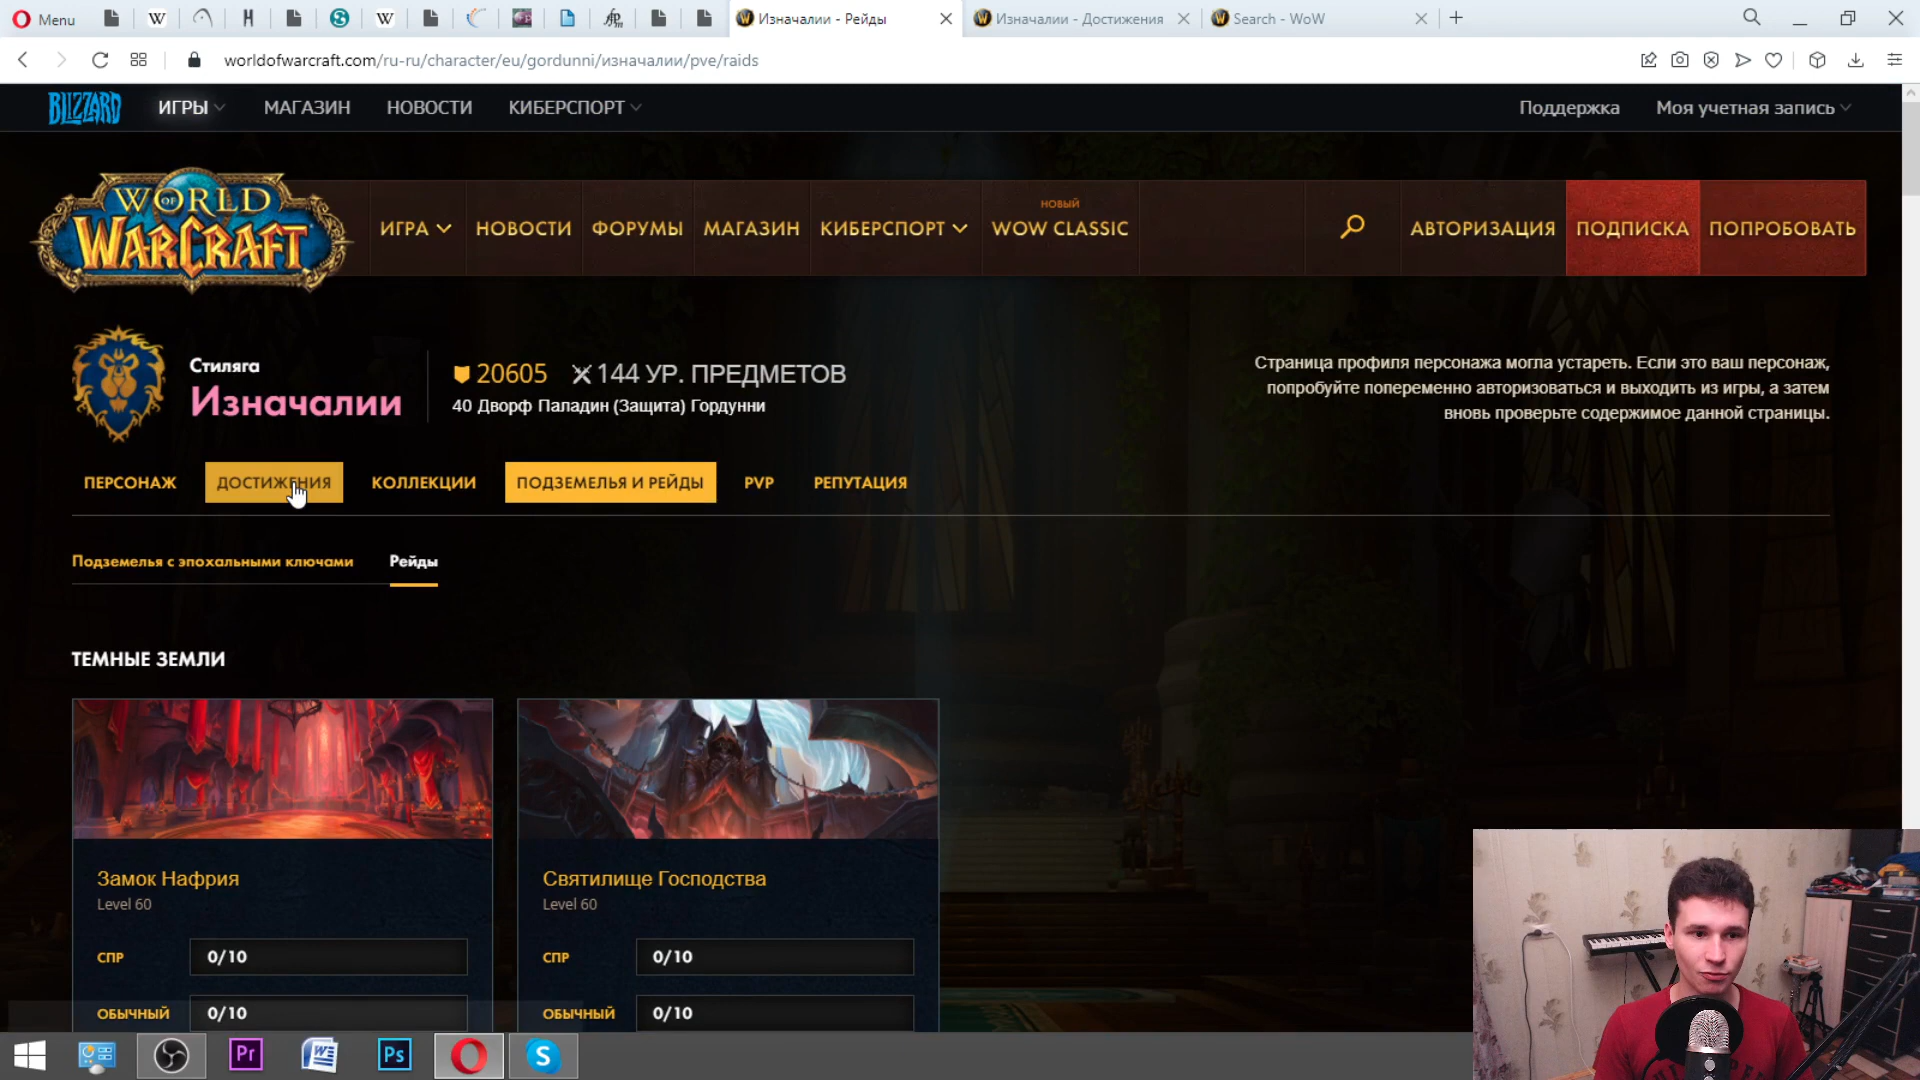 Menu
Изначалии - Рейды
Изначалии - Достижения
Search - WoW
worldofwarcraft.com/ru-ru/character/eu/gordunni/изначалии/pve/raids
BLIZZARD
ИГРЫ
МАГАЗИН
НОВОСТИ
КИБЕРСПОРТ
Поддержка
Моя учетная запись
WORLD OF WARCRAFT
ИГРА
НОВОСТИ
ФОРУМЫ
МАГАЗИН
КИБЕРСПОРТ
НОВЫЙ
WOW CLASSIC
АВТОРИЗАЦИЯ
ПОДПИСКА
ПОПРОБОВАТЬ
Стиляга
Изначалии
20605
144 УР. ПРЕДМЕТОВ
40 Дворф Паладин (Защита) Гордунни
Страница профиля персонажа могла устареть. Если это ваш персонаж,
попробуйте попеременно авторизоваться и выходить из игры, а затем
вновь проверьте содержимое данной страницы.
ПЕРСОНАЖ
ДОСТИЖЕНИЯ
КОЛЛЕКЦИИ
ПОДЗЕМЕЛЬЯ И РЕЙДЫ
PVP
РЕПУТАЦИЯ
Подземелья с эпохальными ключами
Рейды
ТЕМНЫЕ ЗЕМЛИ
Замок Нафрия
Level 60
СПР
0/10
ОБЫЧНЫЙ
0/10
Святилище Господства
Level 60
СПР
0/10
ОБЫЧНЫЙ
0/10
Pr
W
Ps
S